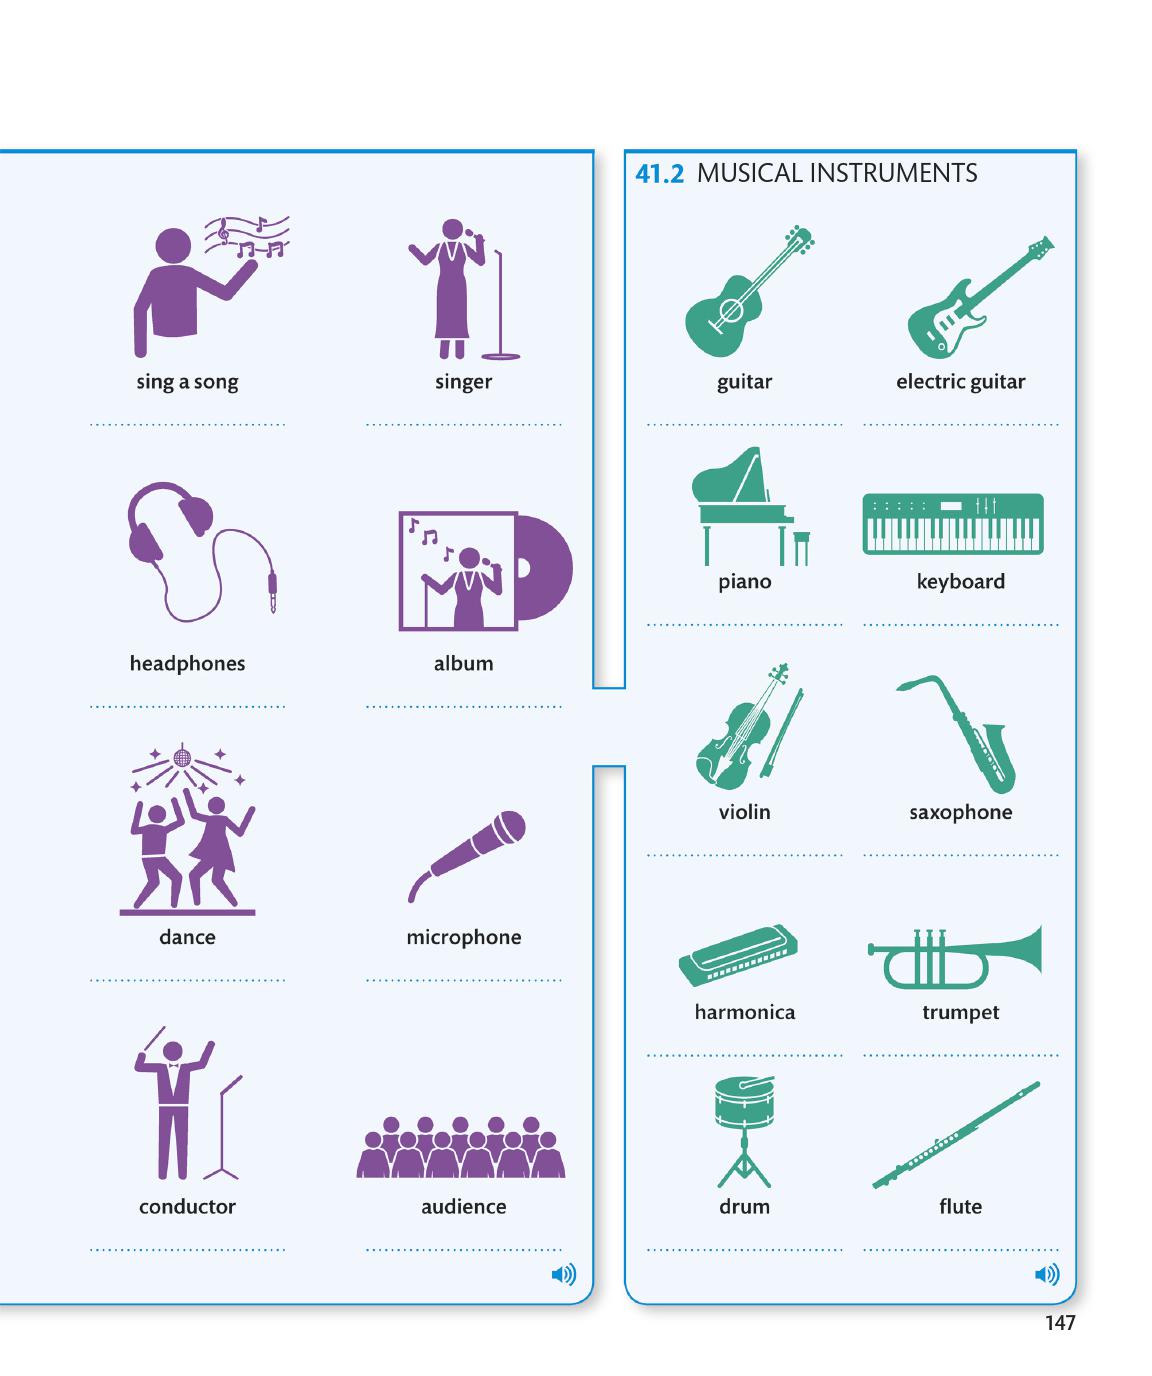 sing a song
singer
headphones
album
dance
microphone
conductor
audience
41.2 MUSICAL INSTRUMENTS
guitar
electric guitar
piano
keyboard
violin
saxophone
harmonica
trumpet
drum
flute
147